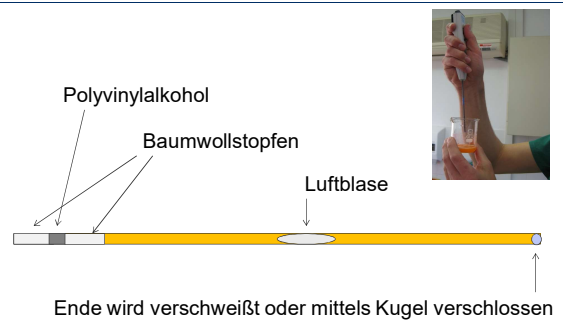 Polyvinylalkohol
Baumwollstopfen
Luftblase
Ende wird verschweißt oder mittels Kugel verschlossen